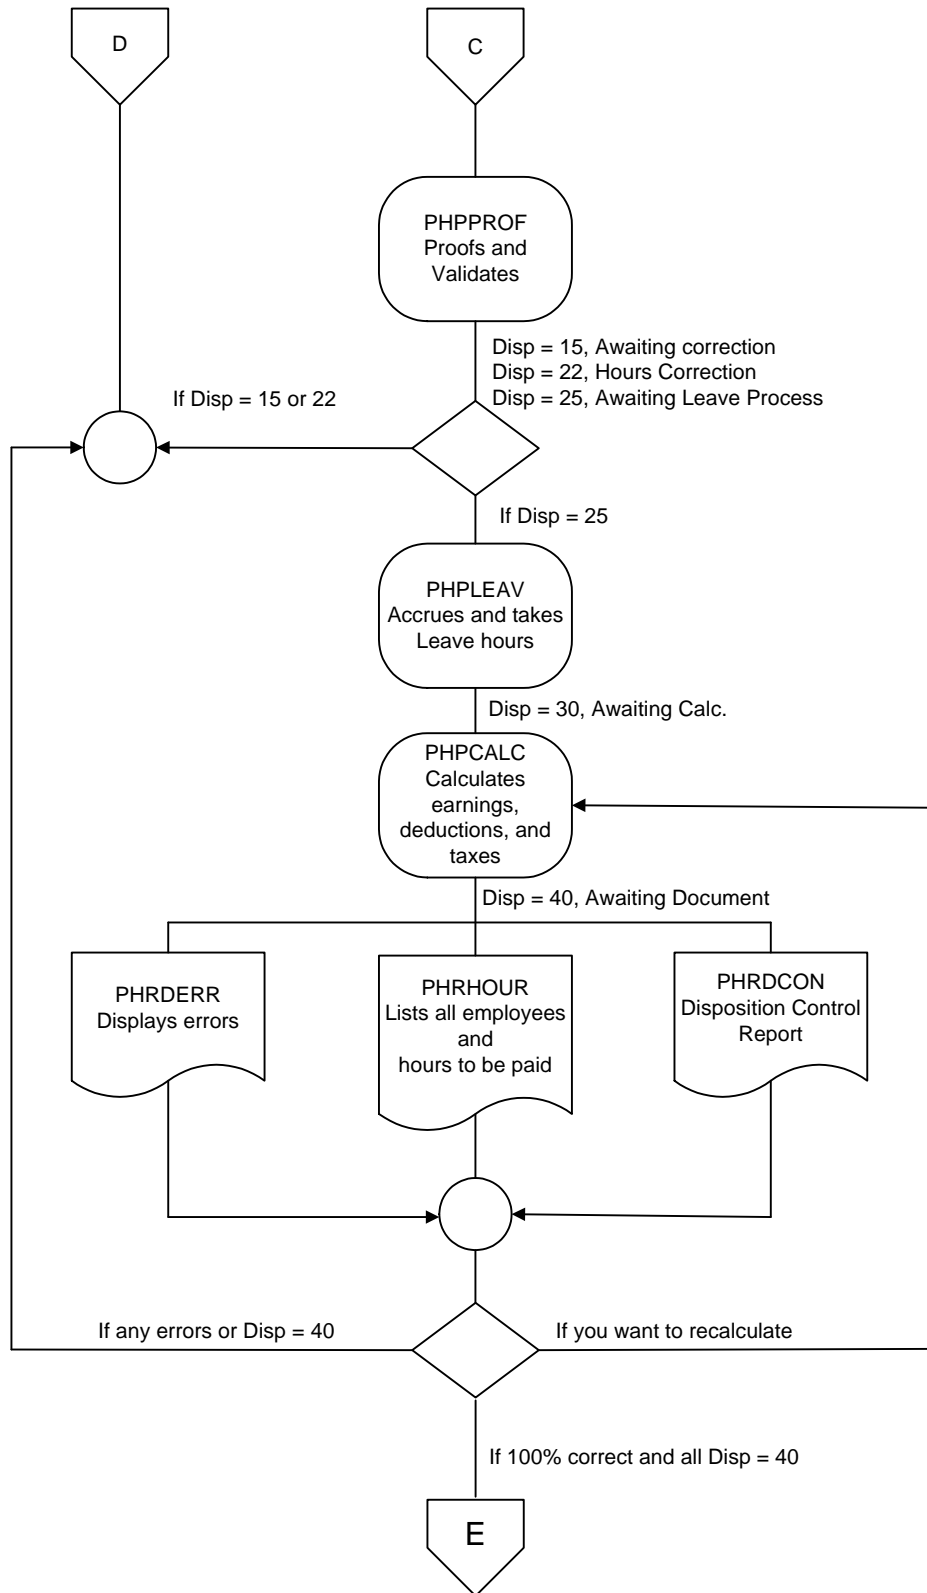 D
C
PHPPROF
Proofs and
Validates
Disp = 15, Awaiting correction
Disp = 22, Hours Correction
Disp = 25, Awaiting Leave Process
If Disp = 15 or 22
If Disp = 25
PHPLEAV
Accrues and takes
Leave hours
Disp = 30, Awaiting Calc.
PHPCALC
Calculates
earnings,
deductions, and
taxes
Disp = 40, Awaiting Document
PHRDERR
Displays errors
PHRHOUR
Lists all employees
and
hours to be paid
PHRDCON
Disposition Control
Report
If any errors or Disp = 40
If you want to recalculate
If 100% correct and all Disp = 40
E